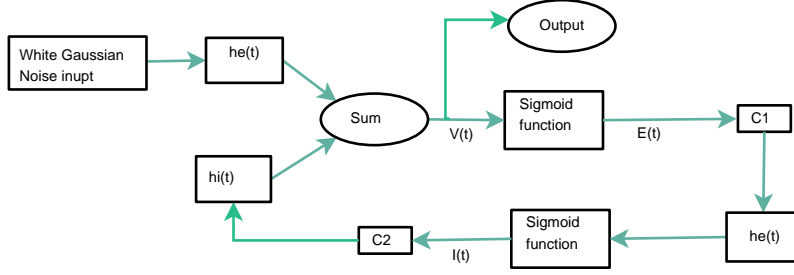 Output
White Gaussian
Noise inupt
he(t)
Sum
V(t)
Sigmoid
function
E(t)
C1
hi(t)
C2
I(t)
Sigmoid
function
he(t)